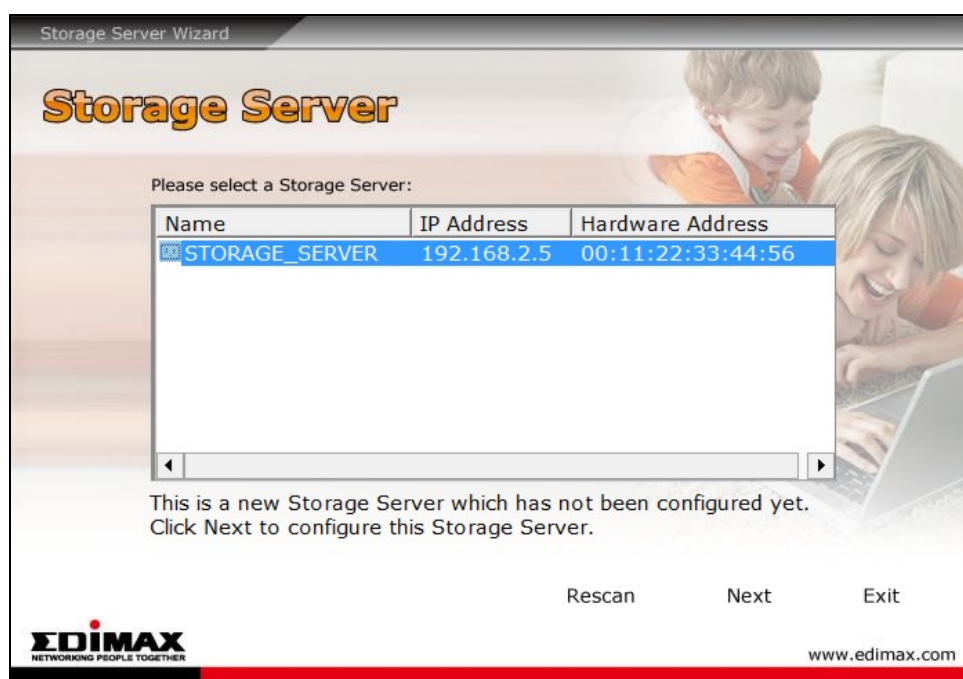 Storage Server Wizard
Storage Server
Please select a Storage Server:
Name IP Address Hardware Address
STORAGE_SERVER 192.168.2.5 00:11:22:33:44:56
This is a new Storage Server which has not been configured yet.
Click Next to configure this Storage Server.
Rescan Next Exit
EDIMAX
NETWORKING PEOPLE TOGETHER
www.edimax.com